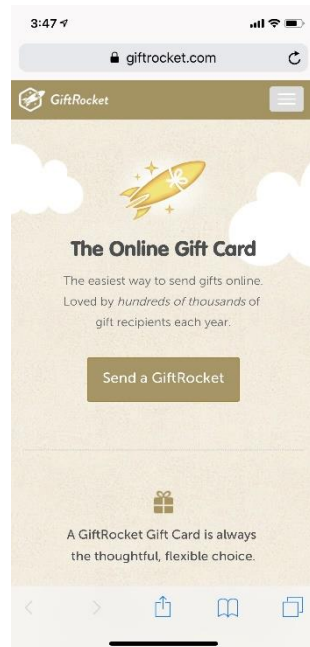 3:47
giftrocket.com
GiftRocket
The Online Gift Card
The easiest way to send gifts online.
Loved by hundreds of thousands of
gift recipients each year.
Send a GiftRocket
A GiftRocket Gift Card is always
the thoughtful, flexible choice.